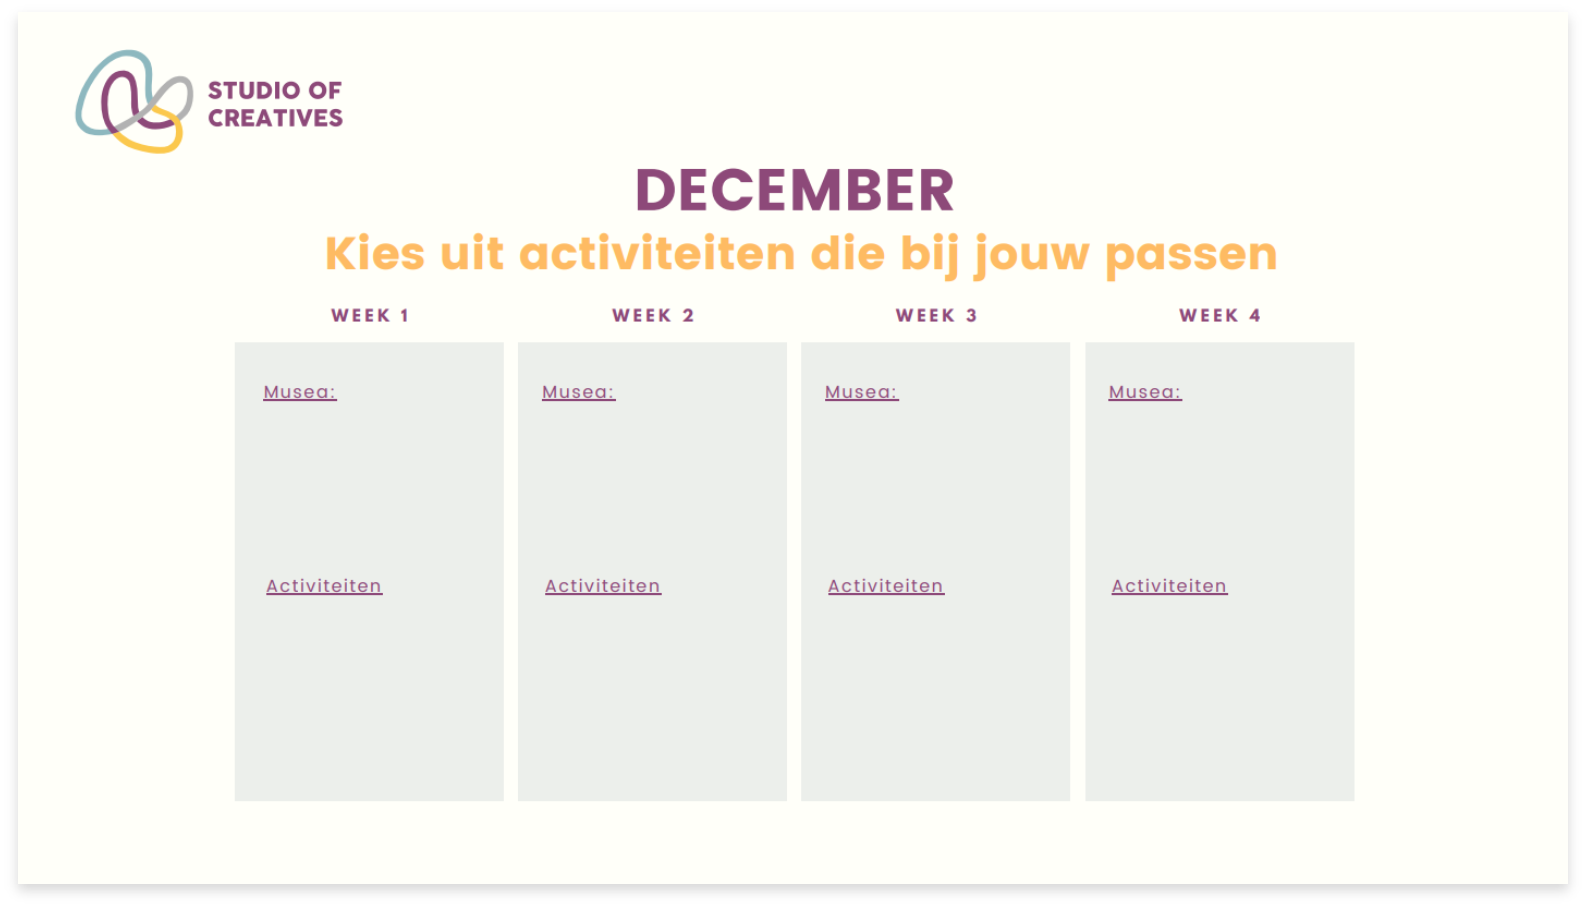 STUDIO OF
CREATIVES
DECEMBER
Kies uit activiteiten die bij jouw passen
WEEK 1
WEEK 2
WEEK 3
WEEK 4
Musea:
Musea:
Musea:
Musea:
Activiteiten
Activiteiten
Activiteiten
Activiteiten